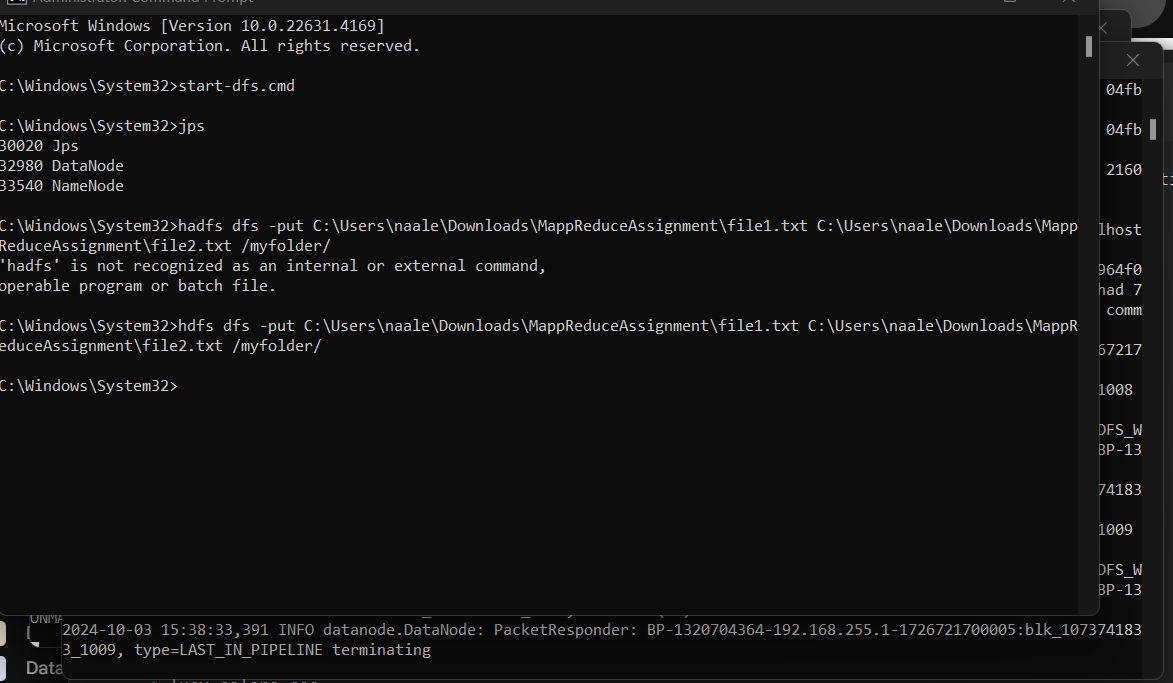 Administrator: Command Prompt
Microsoft Windows [Version 10.0.22631.4169]
(c) Microsoft Corporation. All rights reserved.
C:\Windows\System32>start-dfs.cmd
C:\Windows\System32>jps
30020 Jps
32980 DataNode
33540 NameNode
C:\Windows\System32>hadfs dfs -put C:\Users\naale\Downloads\MappReduceAssignment\file1.txt C:\Users\naale\Downloads\Mapp
ReduceAssignment\file2.txt /myfolder/
'hadfs' is not recognized as an internal or external command,
operable program or batch file.
C:\Windows\System32>hdfs dfs -put C:\Users\naale\Downloads\MappReduceAssignment\file1.txt C:\Users\naale\Downloads\MappR
educeAssignment\file2.txt /myfolder/
C:\Windows\System32>
04fb
04fb
2160
lhost
964f0
had 7
comm
67217
1008
DFS_W
BP-13
74183
1009
DFS_W
BP-13
2024-10-03 15:38:33,391 INFO datanode.DataNode: PacketResponder: BP-1320704364-192.168.255.1-1726721700005:blk_107374183
3_1009, type=LAST_IN_PIPELINE terminating
Data